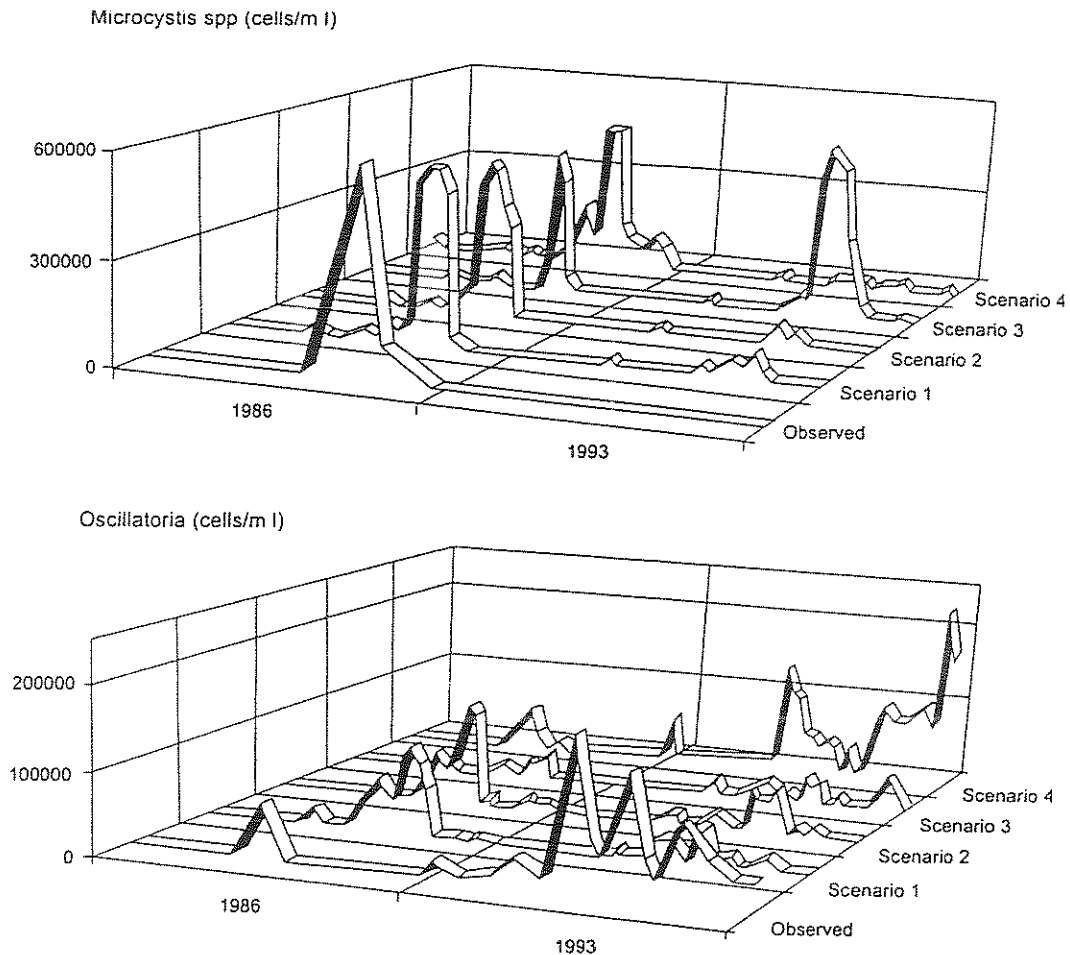 Microcystis spp (cells/m l)
600000
300000
0
1986
1993
Scenario 4
Scenario 3
Scenario 2
Scenario 1
Observed
Oscillatoria (cells/m l)
200000
100000
0
1986
1993
Scenario 4
Scenario 3
Scenario 2
Scenario 1
Observed